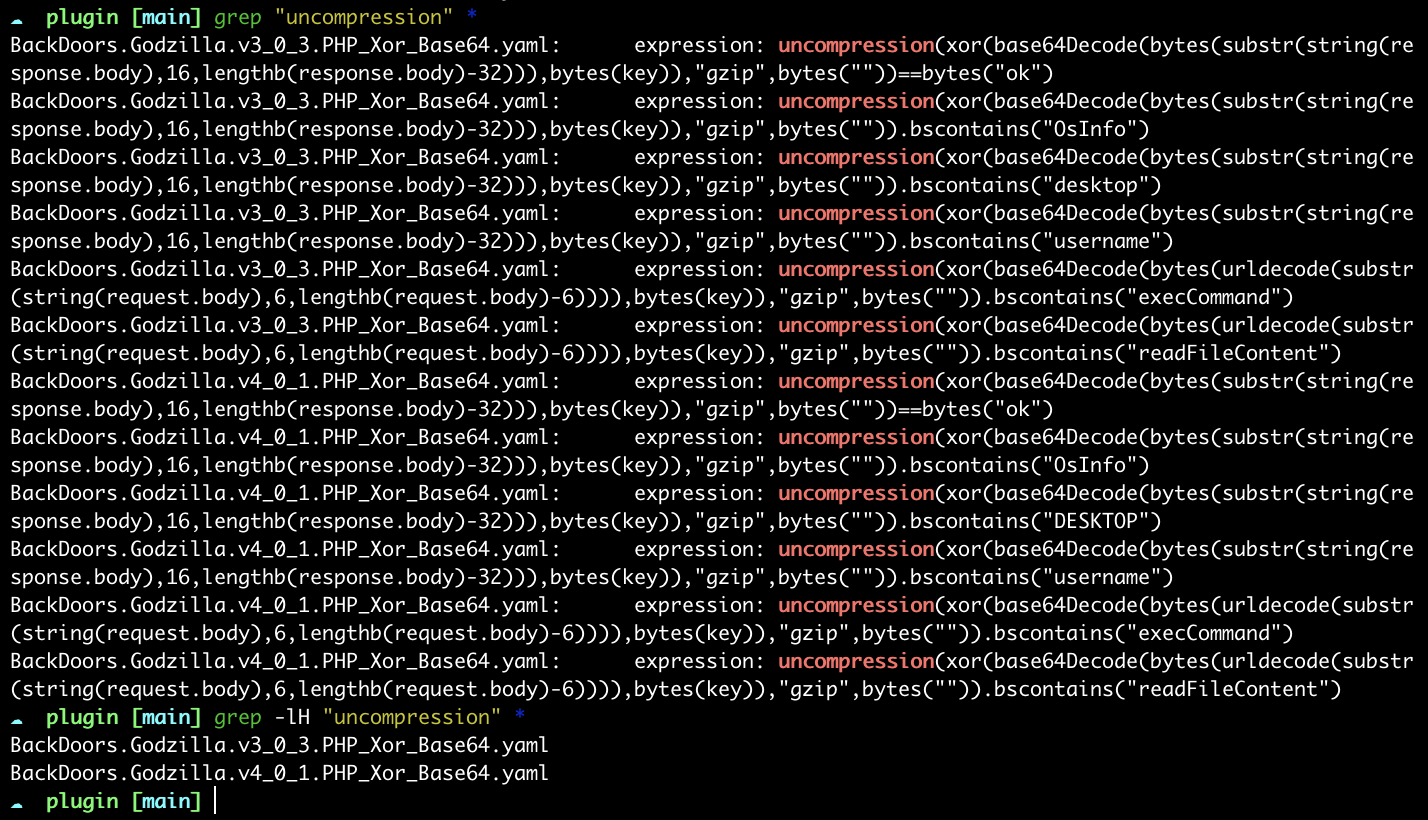 ☁  plugin [main] grep "uncompression" *
BackDoors.Godzilla.v3_0_3.PHP_Xor_Base64.yaml:      expression: uncompression(xor(base64Decode(bytes(substr(string(re
sponse.body),16,lengthb(response.body)-32))),bytes(key)),"gzip",bytes(""))==bytes("ok")
BackDoors.Godzilla.v3_0_3.PHP_Xor_Base64.yaml:      expression: uncompression(xor(base64Decode(bytes(substr(string(re
sponse.body),16,lengthb(response.body)-32))),bytes(key)),"gzip",bytes("")).bscontains("OsInfo")
BackDoors.Godzilla.v3_0_3.PHP_Xor_Base64.yaml:      expression: uncompression(xor(base64Decode(bytes(substr(string(re
sponse.body),16,lengthb(response.body)-32))),bytes(key)),"gzip",bytes("")).bscontains("desktop")
BackDoors.Godzilla.v3_0_3.PHP_Xor_Base64.yaml:      expression: uncompression(xor(base64Decode(bytes(substr(string(re
sponse.body),16,lengthb(response.body)-32))),bytes(key)),"gzip",bytes("")).bscontains("username")
BackDoors.Godzilla.v3_0_3.PHP_Xor_Base64.yaml:      expression: uncompression(xor(base64Decode(bytes(urldecode(substr
(string(request.body),6,lengthb(request.body)-6)))),bytes(key)),"gzip",bytes("")).bscontains("execCommand")
BackDoors.Godzilla.v3_0_3.PHP_Xor_Base64.yaml:      expression: uncompression(xor(base64Decode(bytes(urldecode(substr
(string(request.body),6,lengthb(request.body)-6)))),bytes(key)),"gzip",bytes("")).bscontains("readFileContent")
BackDoors.Godzilla.v4_0_1.PHP_Xor_Base64.yaml:      expression: uncompression(xor(base64Decode(bytes(substr(string(re
sponse.body),16,lengthb(response.body)-32))),bytes(key)),"gzip",bytes(""))==bytes("ok")
BackDoors.Godzilla.v4_0_1.PHP_Xor_Base64.yaml:      expression: uncompression(xor(base64Decode(bytes(substr(string(re
sponse.body),16,lengthb(response.body)-32))),bytes(key)),"gzip",bytes("")).bscontains("OsInfo")
BackDoors.Godzilla.v4_0_1.PHP_Xor_Base64.yaml:      expression: uncompression(xor(base64Decode(bytes(substr(string(re
sponse.body),16,lengthb(response.body)-32))),bytes(key)),"gzip",bytes("")).bscontains("DESKTOP")
BackDoors.Godzilla.v4_0_1.PHP_Xor_Base64.yaml:      expression: uncompression(xor(base64Decode(bytes(substr(string(re
sponse.body),16,lengthb(response.body)-32))),bytes(key)),"gzip",bytes("")).bscontains("username")
BackDoors.Godzilla.v4_0_1.PHP_Xor_Base64.yaml:      expression: uncompression(xor(base64Decode(bytes(urldecode(substr
(string(request.body),6,lengthb(request.body)-6)))),bytes(key)),"gzip",bytes("")).bscontains("execCommand")
BackDoors.Godzilla.v4_0_1.PHP_Xor_Base64.yaml:      expression: uncompression(xor(base64Decode(bytes(urldecode(substr
(string(request.body),6,lengthb(request.body)-6)))),bytes(key)),"gzip",bytes("")).bscontains("readFileContent")
☁  plugin [main] grep -lH "uncompression" *
BackDoors.Godzilla.v3_0_3.PHP_Xor_Base64.yaml
BackDoors.Godzilla.v4_0_1.PHP_Xor_Base64.yaml
☁  plugin [main]